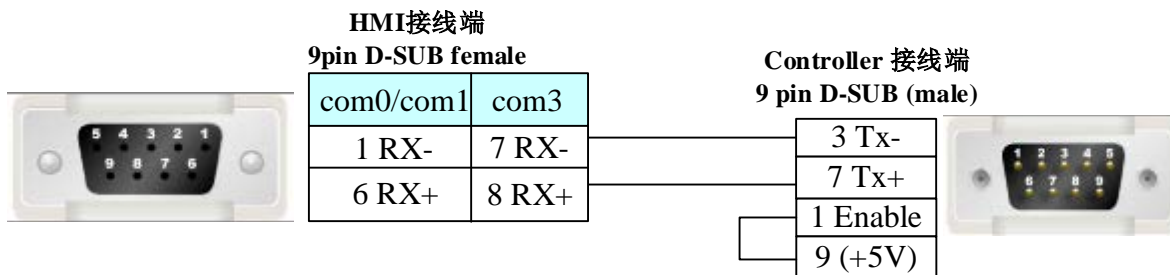 HMI接线端
9pin D-SUB female
com0/com1 com3
1 RX- 7 RX-
6 RX+ 8 RX+
5 4 3 2 1
9 8 7 6
Controller 接线端
9 pin D-SUB (male)
3 Tx-
7 Tx+
1 Enable
9 (+5V)
1 2 3 4 5
6 7 8 9